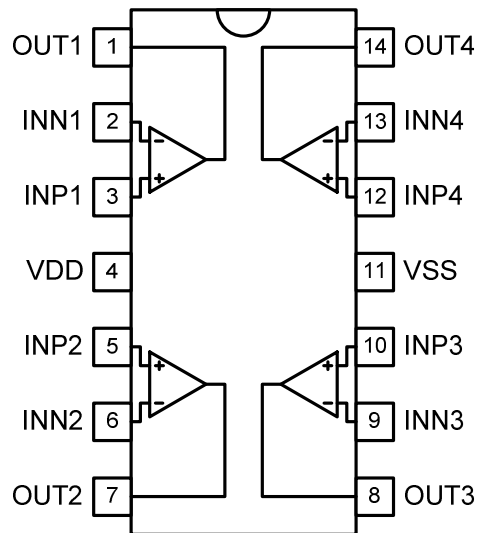 OUT1 1 14 OUT4
INN1 2 - - 13 INN4
INP1 3 + + 12 INP4
VDD 4 11 VSS
INP2 5 + + 10 INP3
INN2 6 - - 9 INN3
OUT2 7 8 OUT3